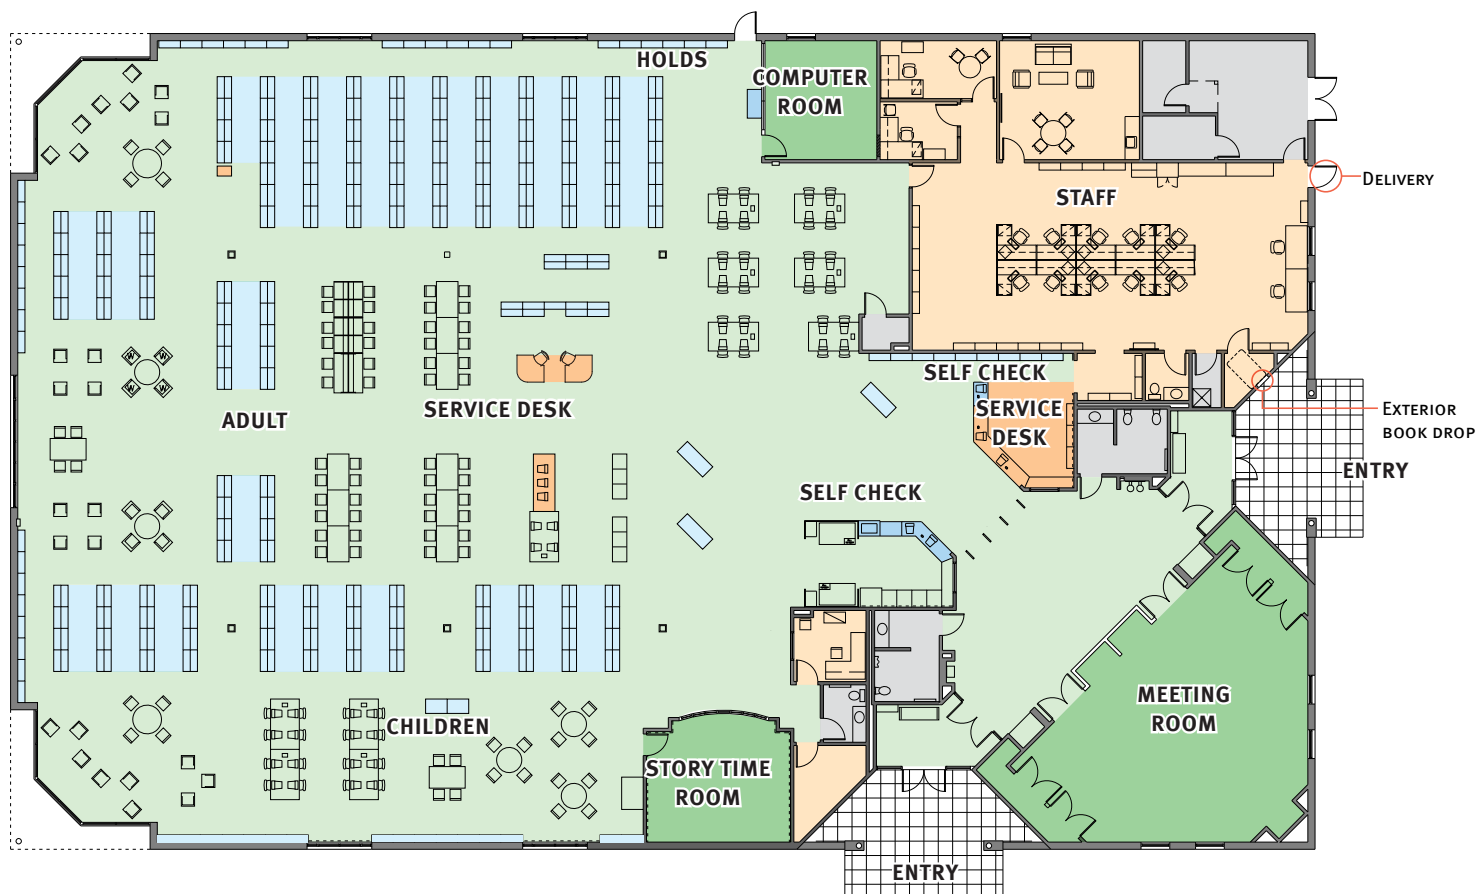 HOLDS
COMPUTER
ROOM
STAFF
DELIVERY
SELF CHECK
SERVICE
DESK
ADULT
SERVICE DESK
EXTERIOR
BOOK DROP
ENTRY
SELF CHECK
W W
W W
MEETING
ROOM
CHILDREN
STORY TIME
ROOM
ENTRY